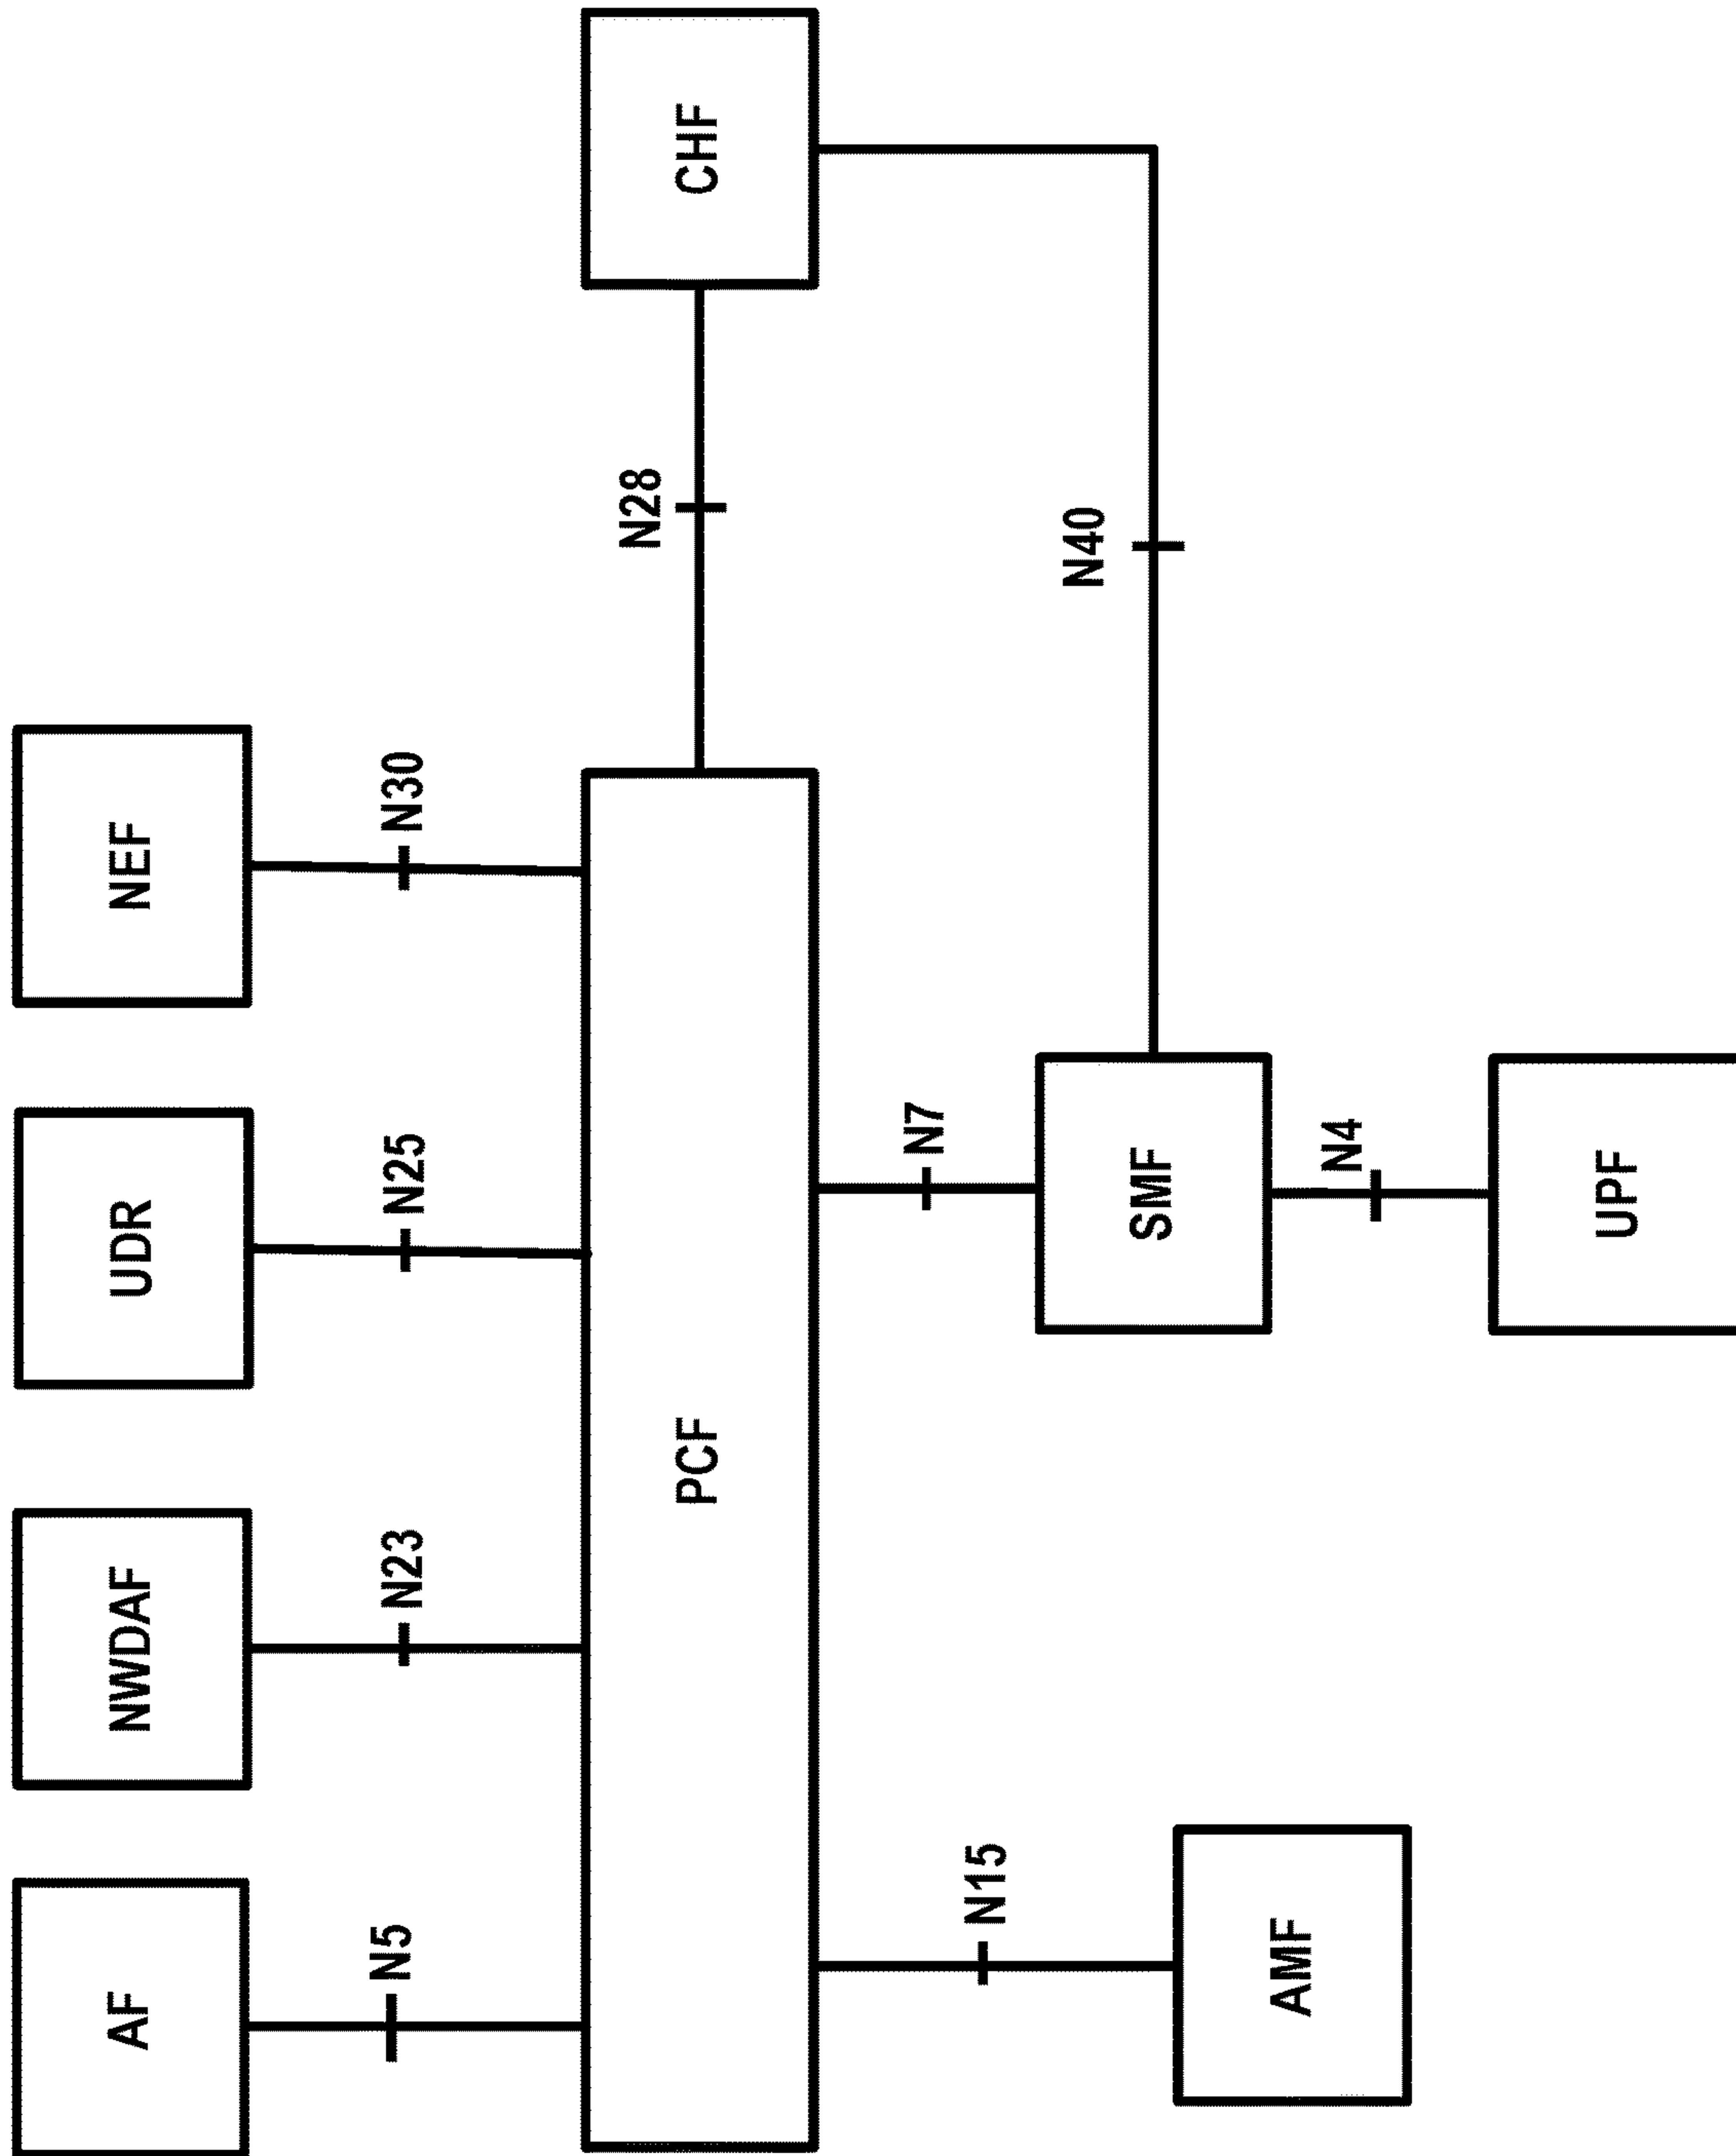 AF
NWDAF
UDR
NEF
N5
N23
N25
N30
PCF
N28
CHF
N15
N7
N40
SMF
AMF
N4
UPF